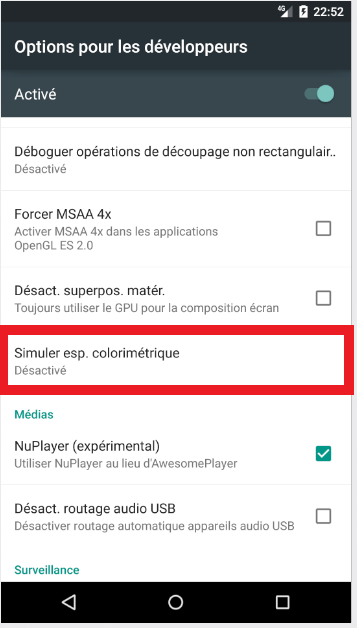 4G 22:52
Options pour les développeurs
Activé
Déboguer opérations de découpage non rectangulair..
Désactivé
Forcer MSAA 4x
Activer MSAA 4x dans les applications
OpenGL ES 2.0
Désact. superpos. matér.
Toujours utiliser le GPU pour la composition écran
Simuler esp. colorimétrique
Désactivé
Médias
NuPlayer (expérimental)
Utiliser NuPlayer au lieu d'AwesomePlayer
Désact. routage audio USB
Désactiver routage automatique appareils audio USB
Surveillance